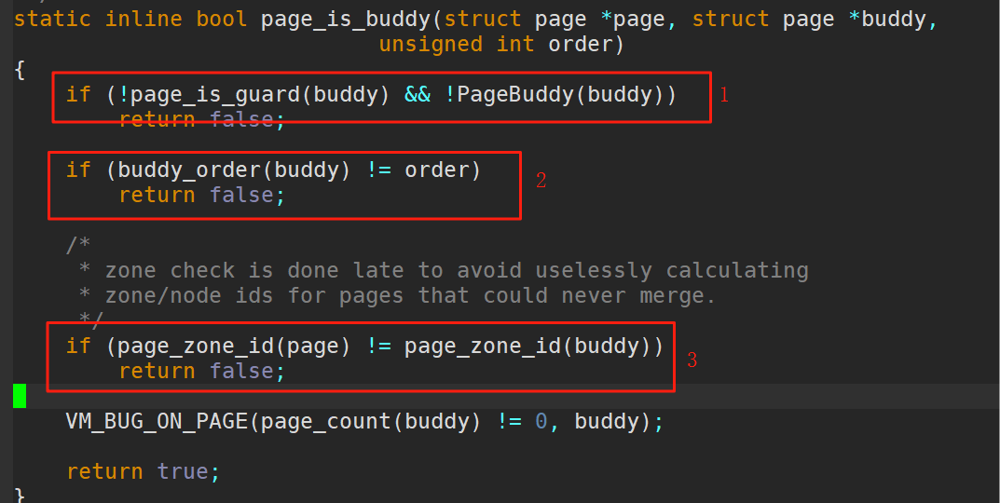 static inline bool page_is_buddy(struct page *page, struct page *buddy,
                            unsigned int order)
{
    if (!page_is_guard(buddy) && !PageBuddy(buddy)) 1
        return false;
    if (buddy_order(buddy) != order) 2
        return false;
    /*
     * zone check is done late to avoid uselessly calculating
     * zone/node ids for pages that could never merge.
     */
    if (page_zone_id(page) != page_zone_id(buddy)) 3
        return false;
    VM_BUG_ON_PAGE(page_count(buddy) != 0, buddy);
    return true;
}